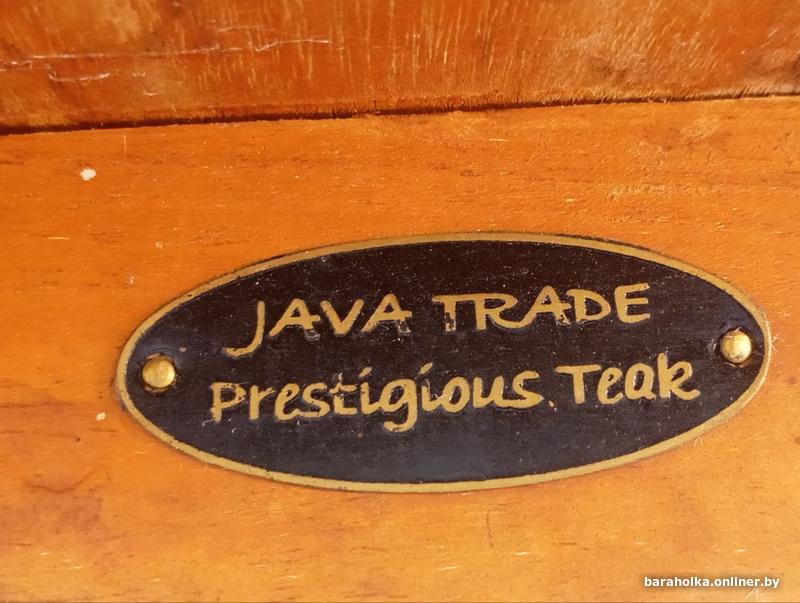 JAVA TRADE
Prestigious Teak
baraholka.onliner.by